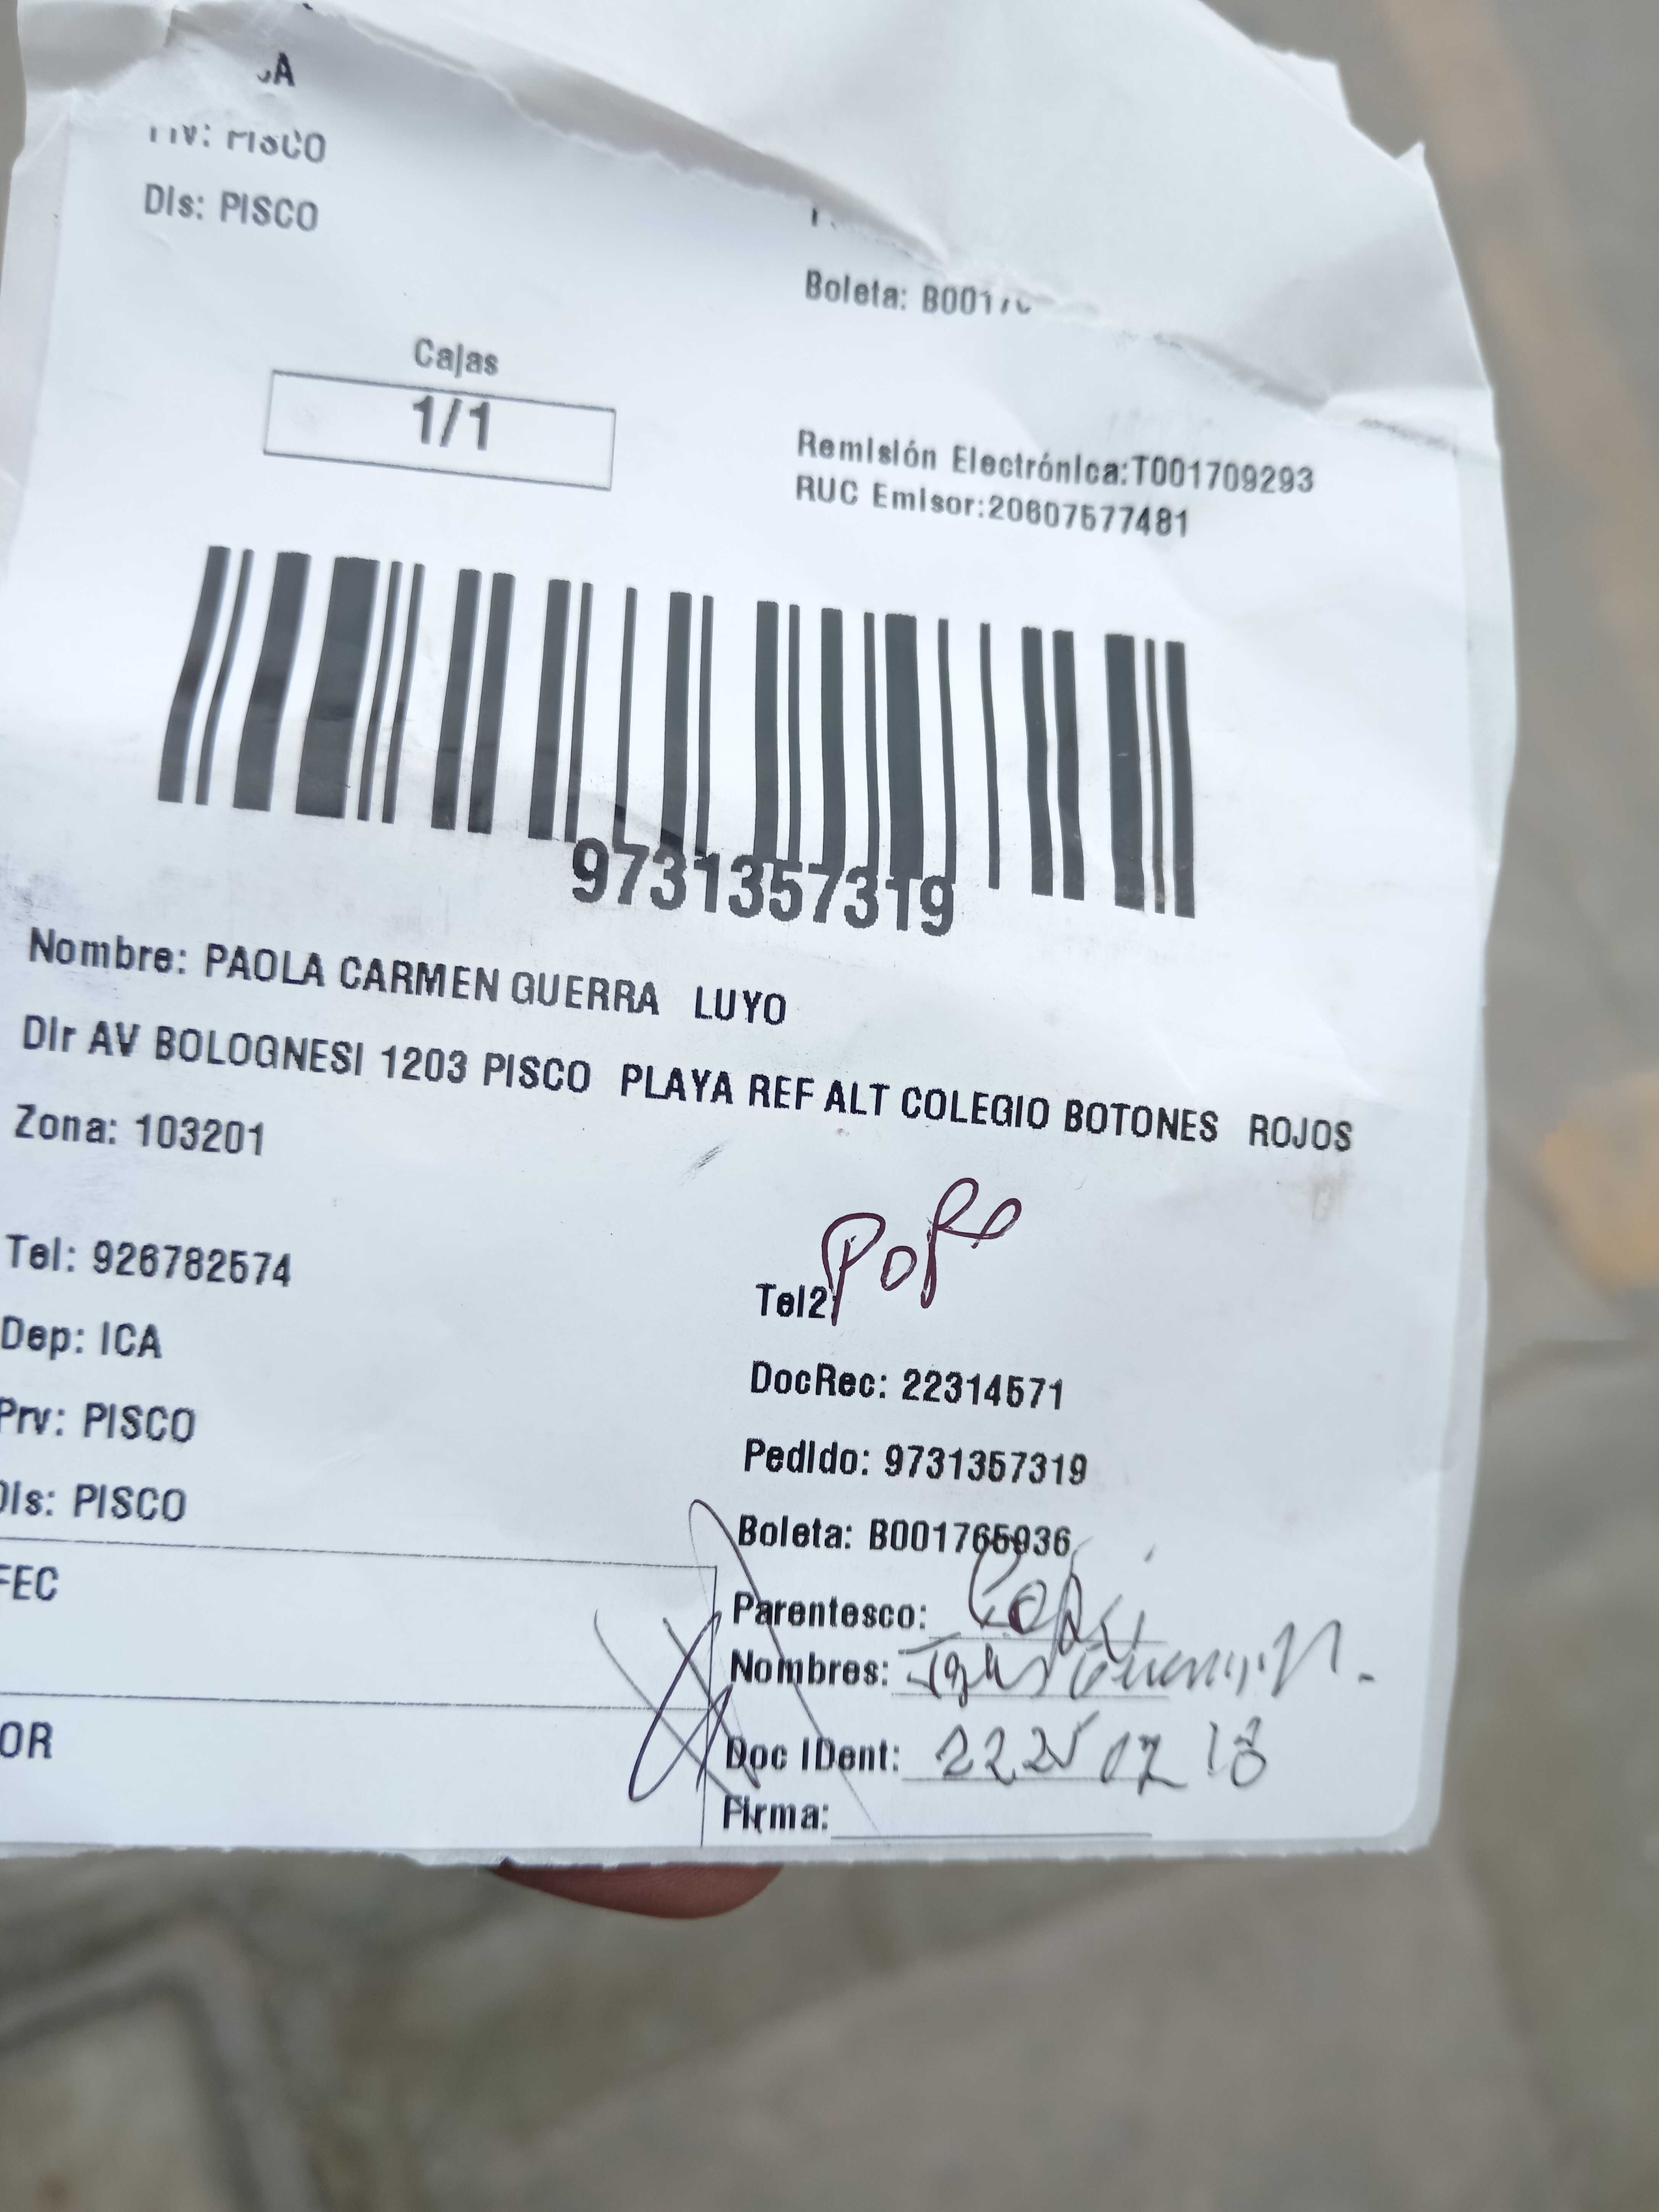 Dis: PISCO
Boleta: B00170
Cajas
1/1
Remisión Electrónica:T001709293
RUC Emisor:20607577481
9731357319
Nombre: PAOLA CARMEN GUERRA LUYO
Dir AV BOLOGNESI 1203 PISCO PLAYA REF ALT COLEGIO BOTONES ROJOS
Zona: 103201
Tel: 926782574
Tel2
Dep: ICA
DocRec: 22314571
Prv: PISCO
Pedido: 9731357319
Dis: PISCO
Boleta: B001765936
FEC
Parentesco:
Nombres:
OR
Doc IDent:
Firma: